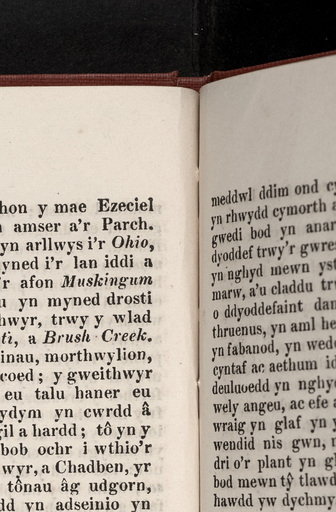 hon y mae Ezeciel
amser a'r Parch.
yn arllwys i'r Ohio,
yned i'r lan iddi a
'r afon Muskingum
u yn myned drosti
hwyr, trwy y wlad
ti, a Brush Creek.
inau, morthwylion,
coed; y gweithwyr
eu talu haner eu
ydym yn cwrdd â
gil a hardd; tô yn y
bob ochr i wthio'r
wyr, a Chadben, yr
tônau âg udgorn,
dd yn adseinio yn
meddwl ddim ond c
yn rhwydd cymorth a
gwedi bod yn anar
dyoddef trwy'r gwre
yn nghyd mewn yst
marw, a'u claddu tr
o ddyoddefaint dan
thruenus, yn aml he
yn fabanod, yn wed
cyntaf ac aethum i
deuluoedd yn nghy
wely angeu, ac efe a
wraig yn glaf yn y
wendid nis gwn, 
dri o'r plant yn g
bod mewn tŷ tlawd
hawdd yw dychmy